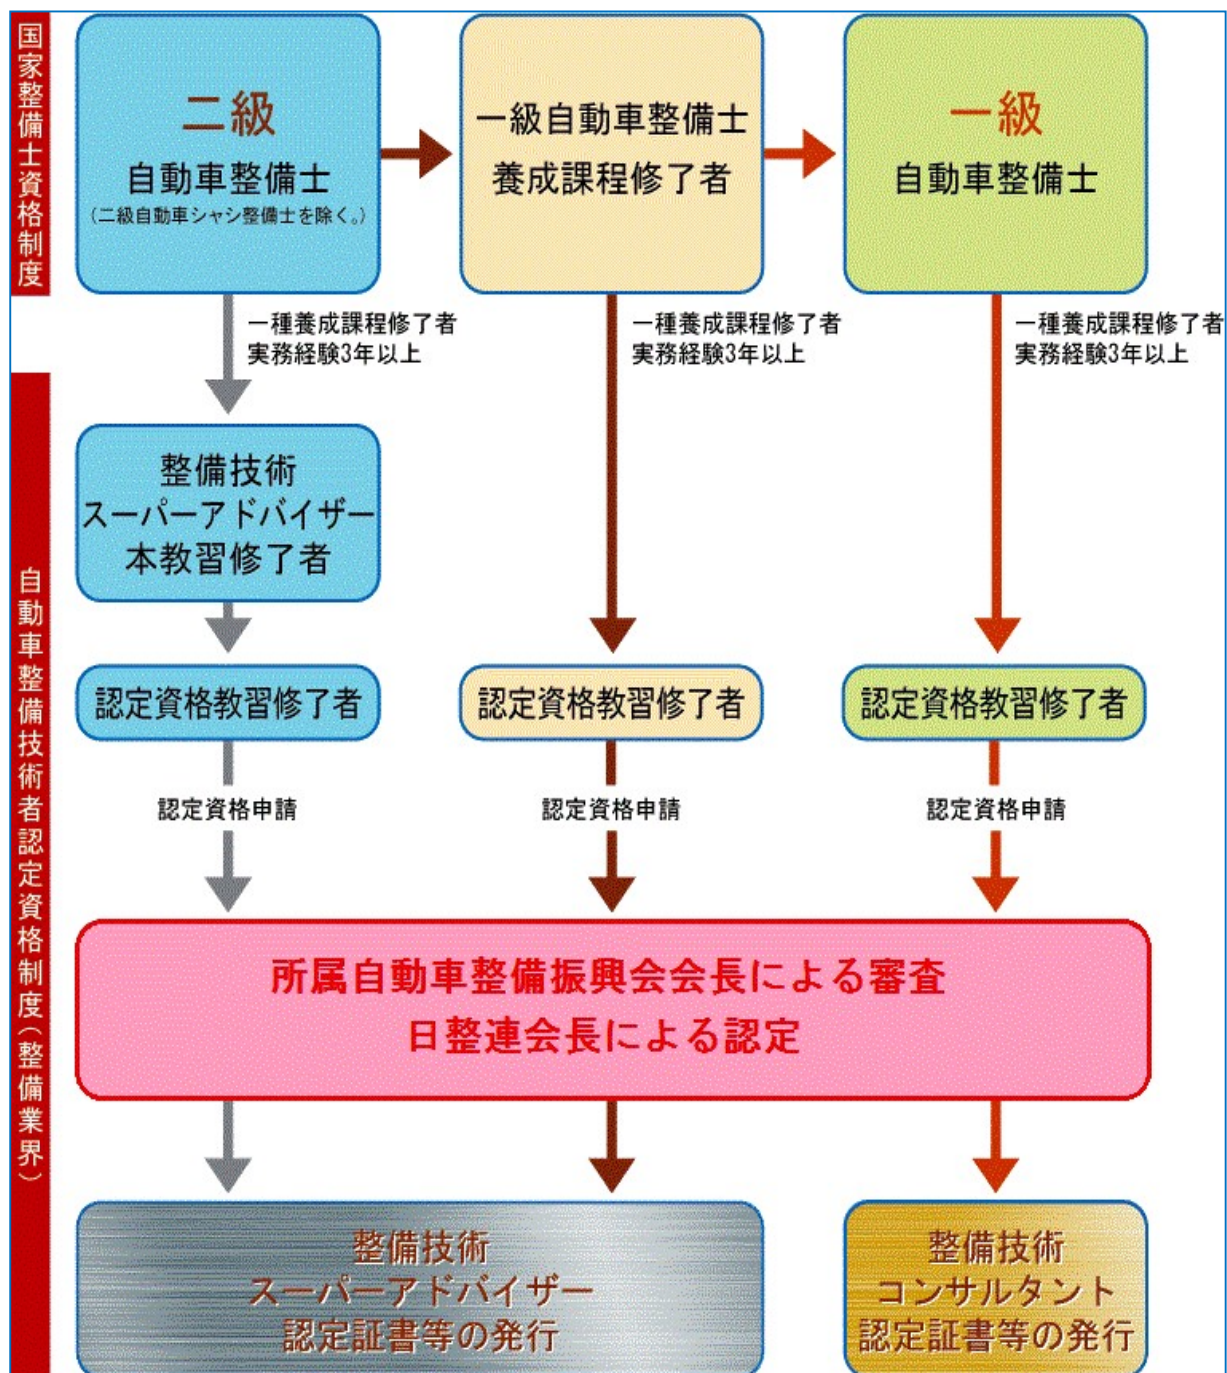 国家整備士資格制度
二級
自動車整備士
(二級自動車シャシ整備士を除く。)
一級自動車整備士
養成課程修了者
一級
自動車整備士
一種養成課程修了者
実務経験3年以上
一種養成課程修了者
実務経験3年以上
一種養成課程修了者
実務経験3年以上
自動車整備技術者認定資格制度(整備業界)
整備技術
スーパーアドバイザー
本教習修了者
認定資格教習修了者
認定資格教習修了者
認定資格教習修了者
認定資格申請
認定資格申請
認定資格申請
所属自動車整備振興会会長による審査
日整連会長による認定
整備技術
スーパーアドバイザー
認定証書等の発行
整備技術
コンサルタント
認定証書等の発行